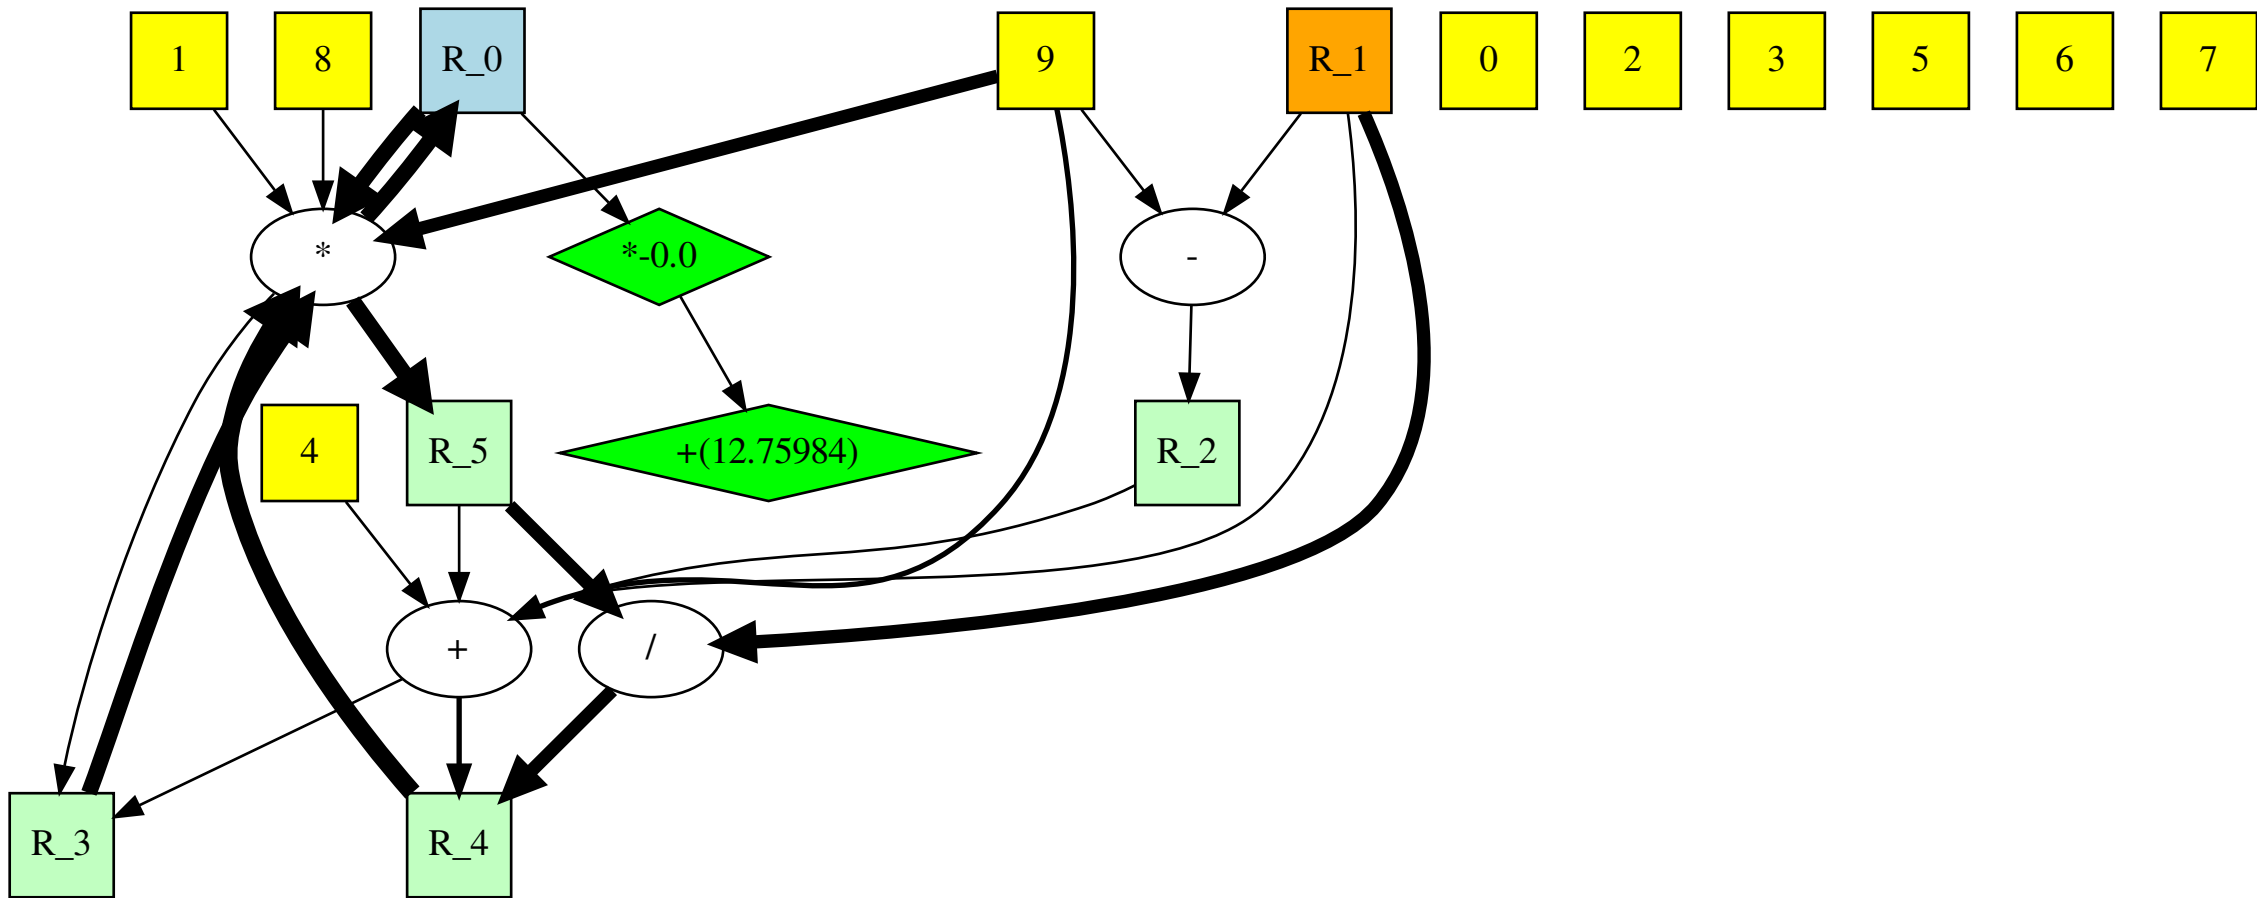 1 8 R_0 9 R_1 0 2 3 5 6 7
* *-0.0 -
4 R_5 +(12.75984) R_2
+ /
R_3 R_4